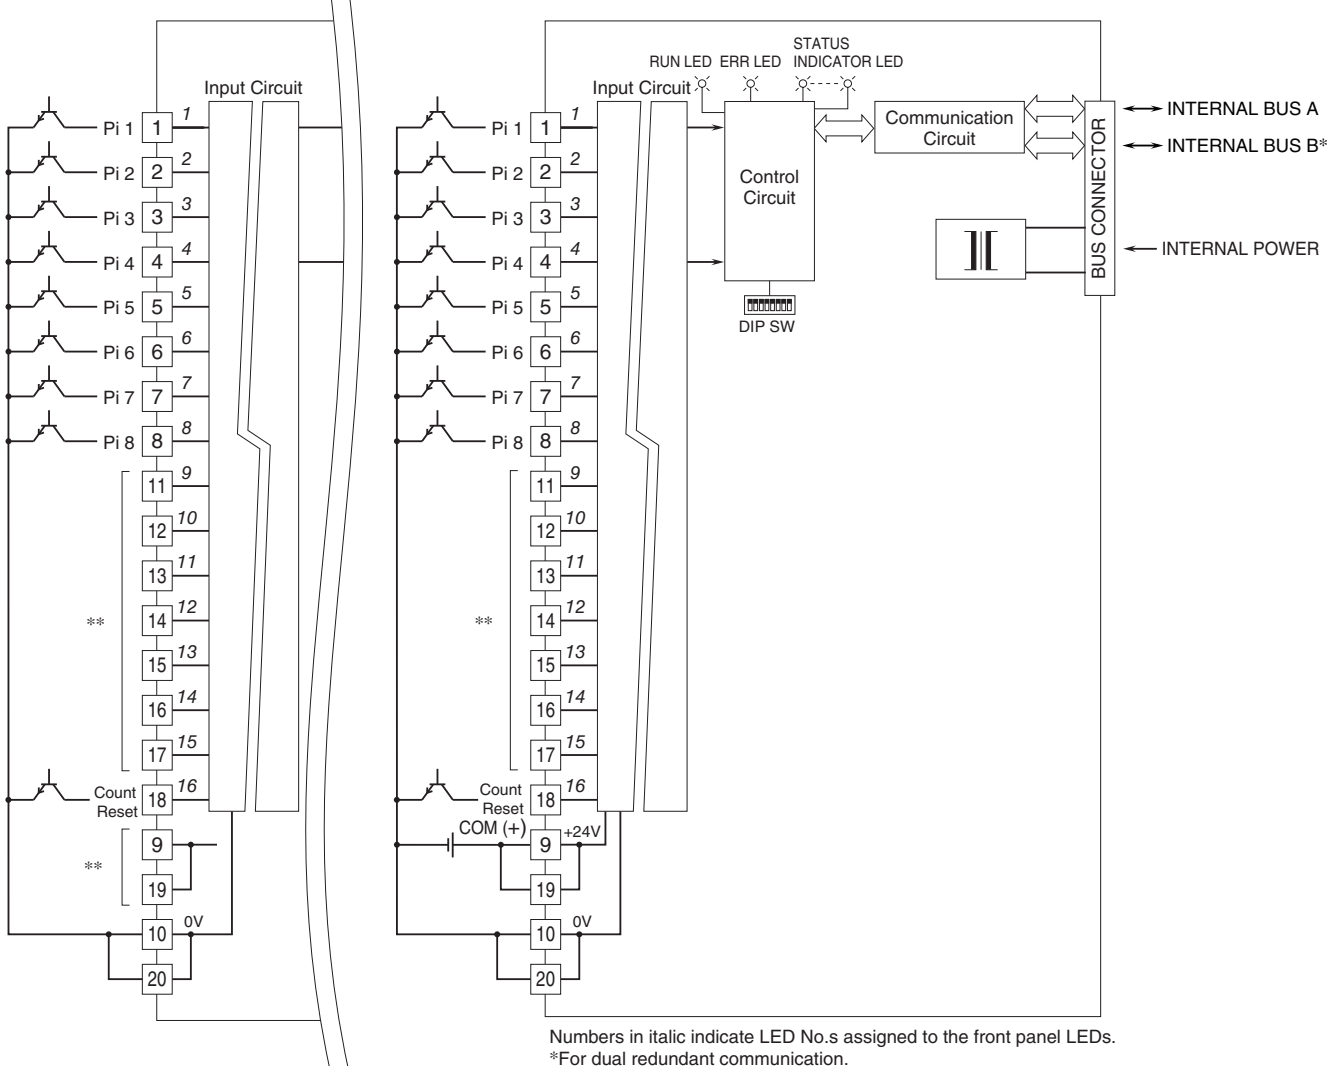 STATUS
RUN LED ERR LED INDICATOR LED
Input Circuit
Pi 1 1 1
Pi 2 2 2
Pi 3 3 3
Pi 4 4 4
Pi 5 5 5
Pi 6 6 6
Pi 7 7 7
Pi 8 8 8
11 9
12 10
13 11
** 14 12
15 13
16 14
17 15
Count
Reset 18 16
9
**
19
10 0V
20
Input Circuit
Pi 1 1 1
Pi 2 2 2
Pi 3 3 3
Pi 4 4 4
Pi 5 5 5
Pi 6 6 6
Pi 7 7 7
Pi 8 8 8
11 9
12 10
13 11
** 14 12
15 13
16 14
17 15
Count
Reset 18 16
COM (+) 9 +24V
19
10 0V
20
Control
Circuit
DIP SW
Communication
Circuit
BUS CONNECTOR
INTERNAL BUS A
INTERNAL BUS B*
INTERNAL POWER
Numbers in italic indicate LED No.s assigned to the front panel LEDs.
*For dual redundant communication.